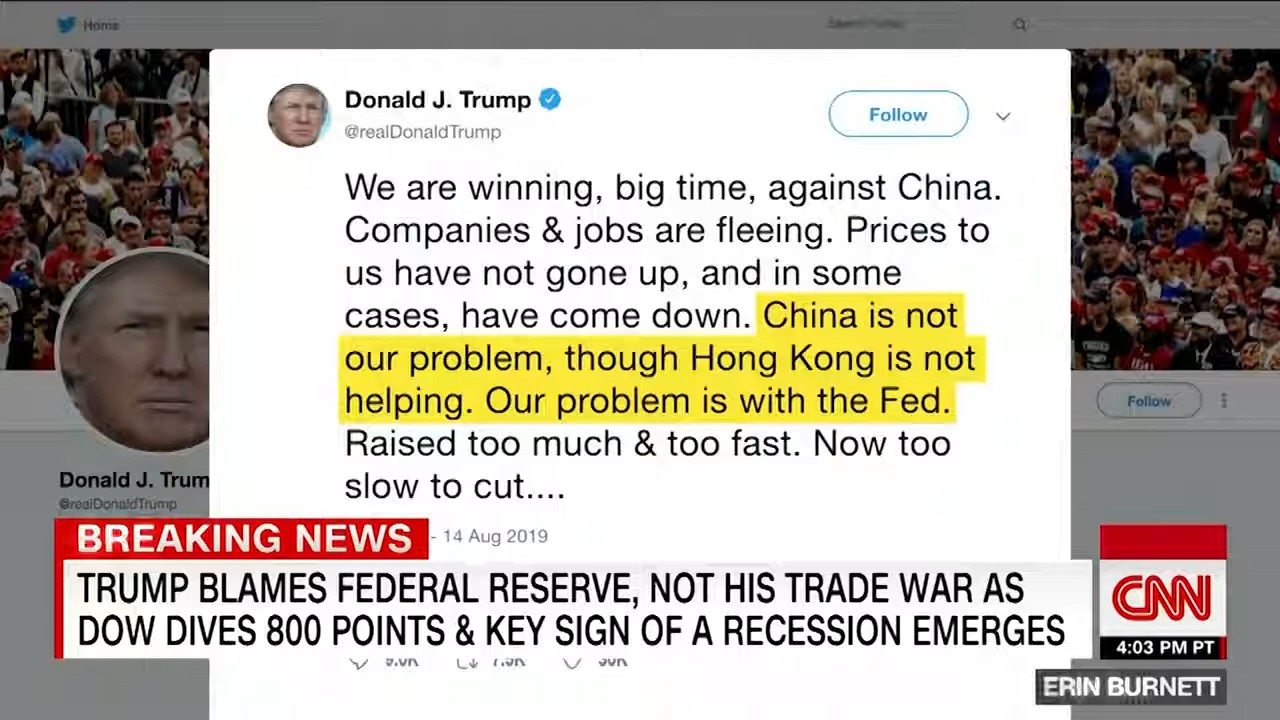 Home
Donald J. Trump
@realDonaldTrump
Follow
We are winning, big time, against China.
Companies & jobs are fleeing. Prices to
us have not gone up, and in some
cases, have come down. China is not
our problem, though Hong Kong is not
helping. Our problem is with the Fed.
Raised too much & too fast. Now too
slow to cut....
- 14 Aug 2019
Follow
Donald J. Trum
@realDonaldTrump
BREAKING NEWS
TRUMP BLAMES FEDERAL RESERVE, NOT HIS TRADE WAR AS
DOW DIVES 800 POINTS & KEY SIGN OF A RECESSION EMERGES
CNN
4:03 PM PT
ERIN BURNETT